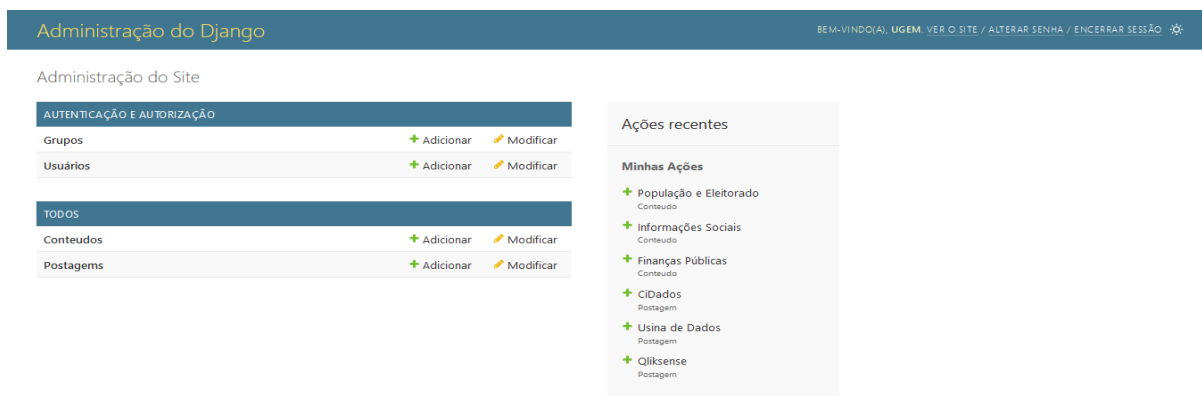 Administração do Django
BEM-VINDO(A), UGEM. VER O SITE / ALTERAR SENHA / ENCERRAR SESSÃO
Administração do Site
AUTENTICAÇÃO E AUTORIZAÇÃO
Grupos Adicionar Modificar
Usuários Adicionar Modificar
TODOS
Conteudos Adicionar Modificar
Postagems Adicionar Modificar
Ações recentes
Minhas Ações
População e Eleitorado
Conteudo
Informações Sociais
Conteudo
Finanças Públicas
Conteudo
CiDados
Postagem
Usina de Dados
Postagem
Qliksense
Postagem